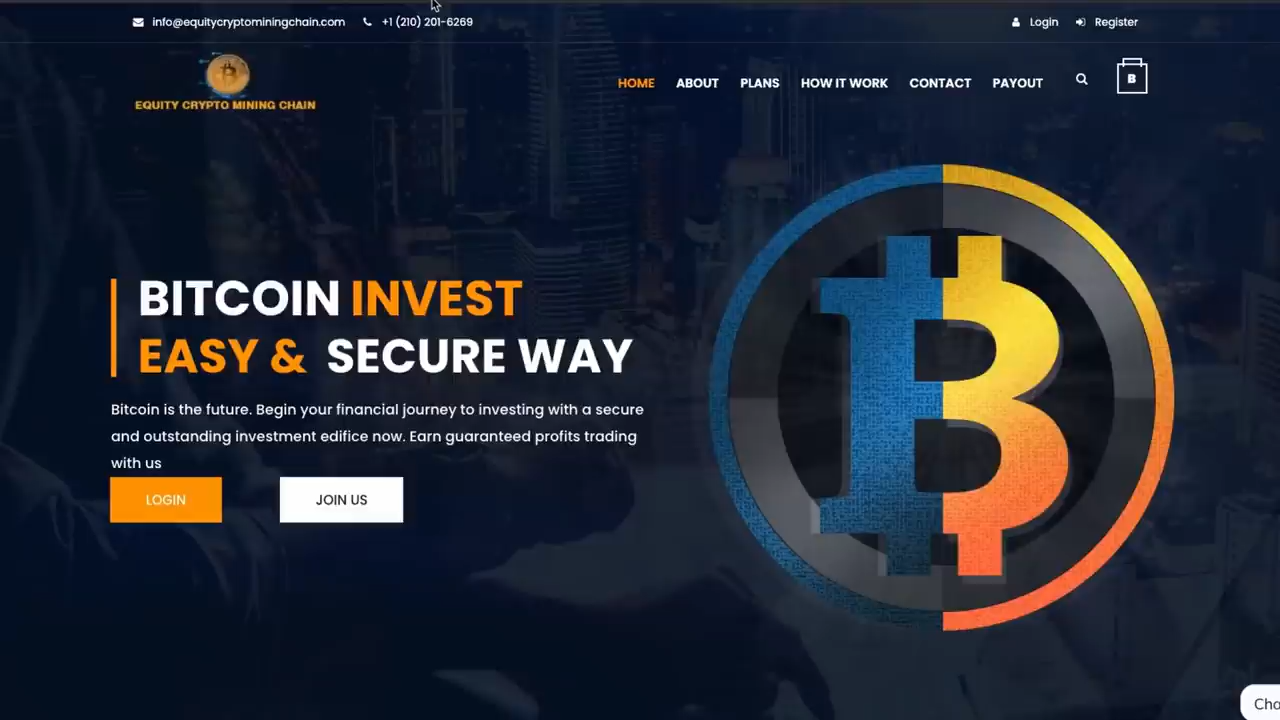 info@equitycryptominingchain.com +1 (210) 201-6269 Login Register
EQUITY CRYPTO MINING CHAIN
HOME ABOUT PLANS HOW IT WORK CONTACT PAYOUT B
BITCOIN INVEST
EASY & SECURE WAY
Bitcoin is the future. Begin your financial journey to investing with a secure
and outstanding investment edifice now. Earn guaranteed profits trading
with us
LOGIN JOIN US